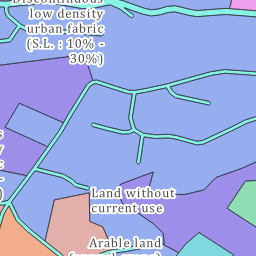 Discontinuous
low density
urban fabric
(S.L. : 10% -
30%)
Land without
current use
Arable land